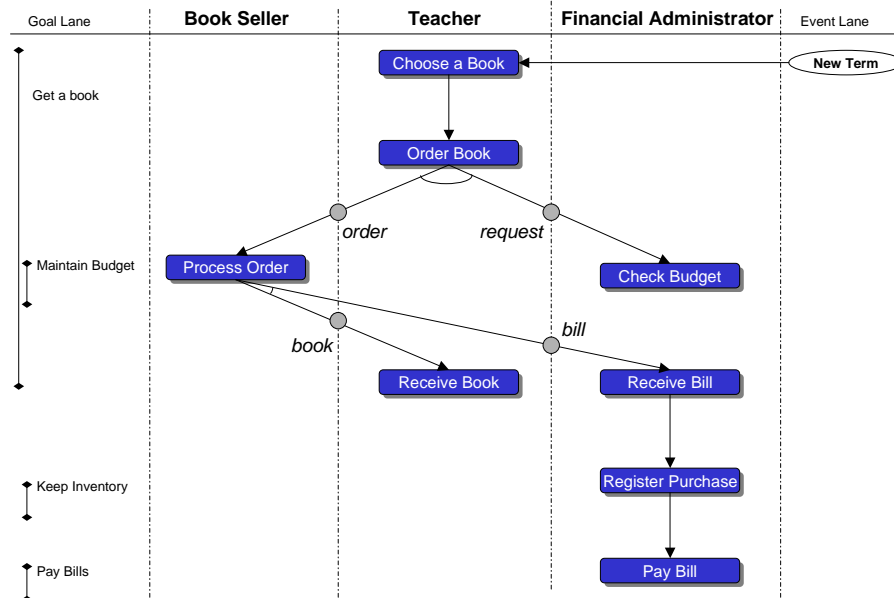 Goal Lane
Book Seller
Teacher
Financial Administrator
Event Lane
Choose a Book
New Term
Get a book
Order Book
order
request
Maintain Budget
Process Order
Check Budget
book
bill
Receive Book
Receive Bill
Keep Inventory
Register Purchase
Pay Bills
Pay Bill